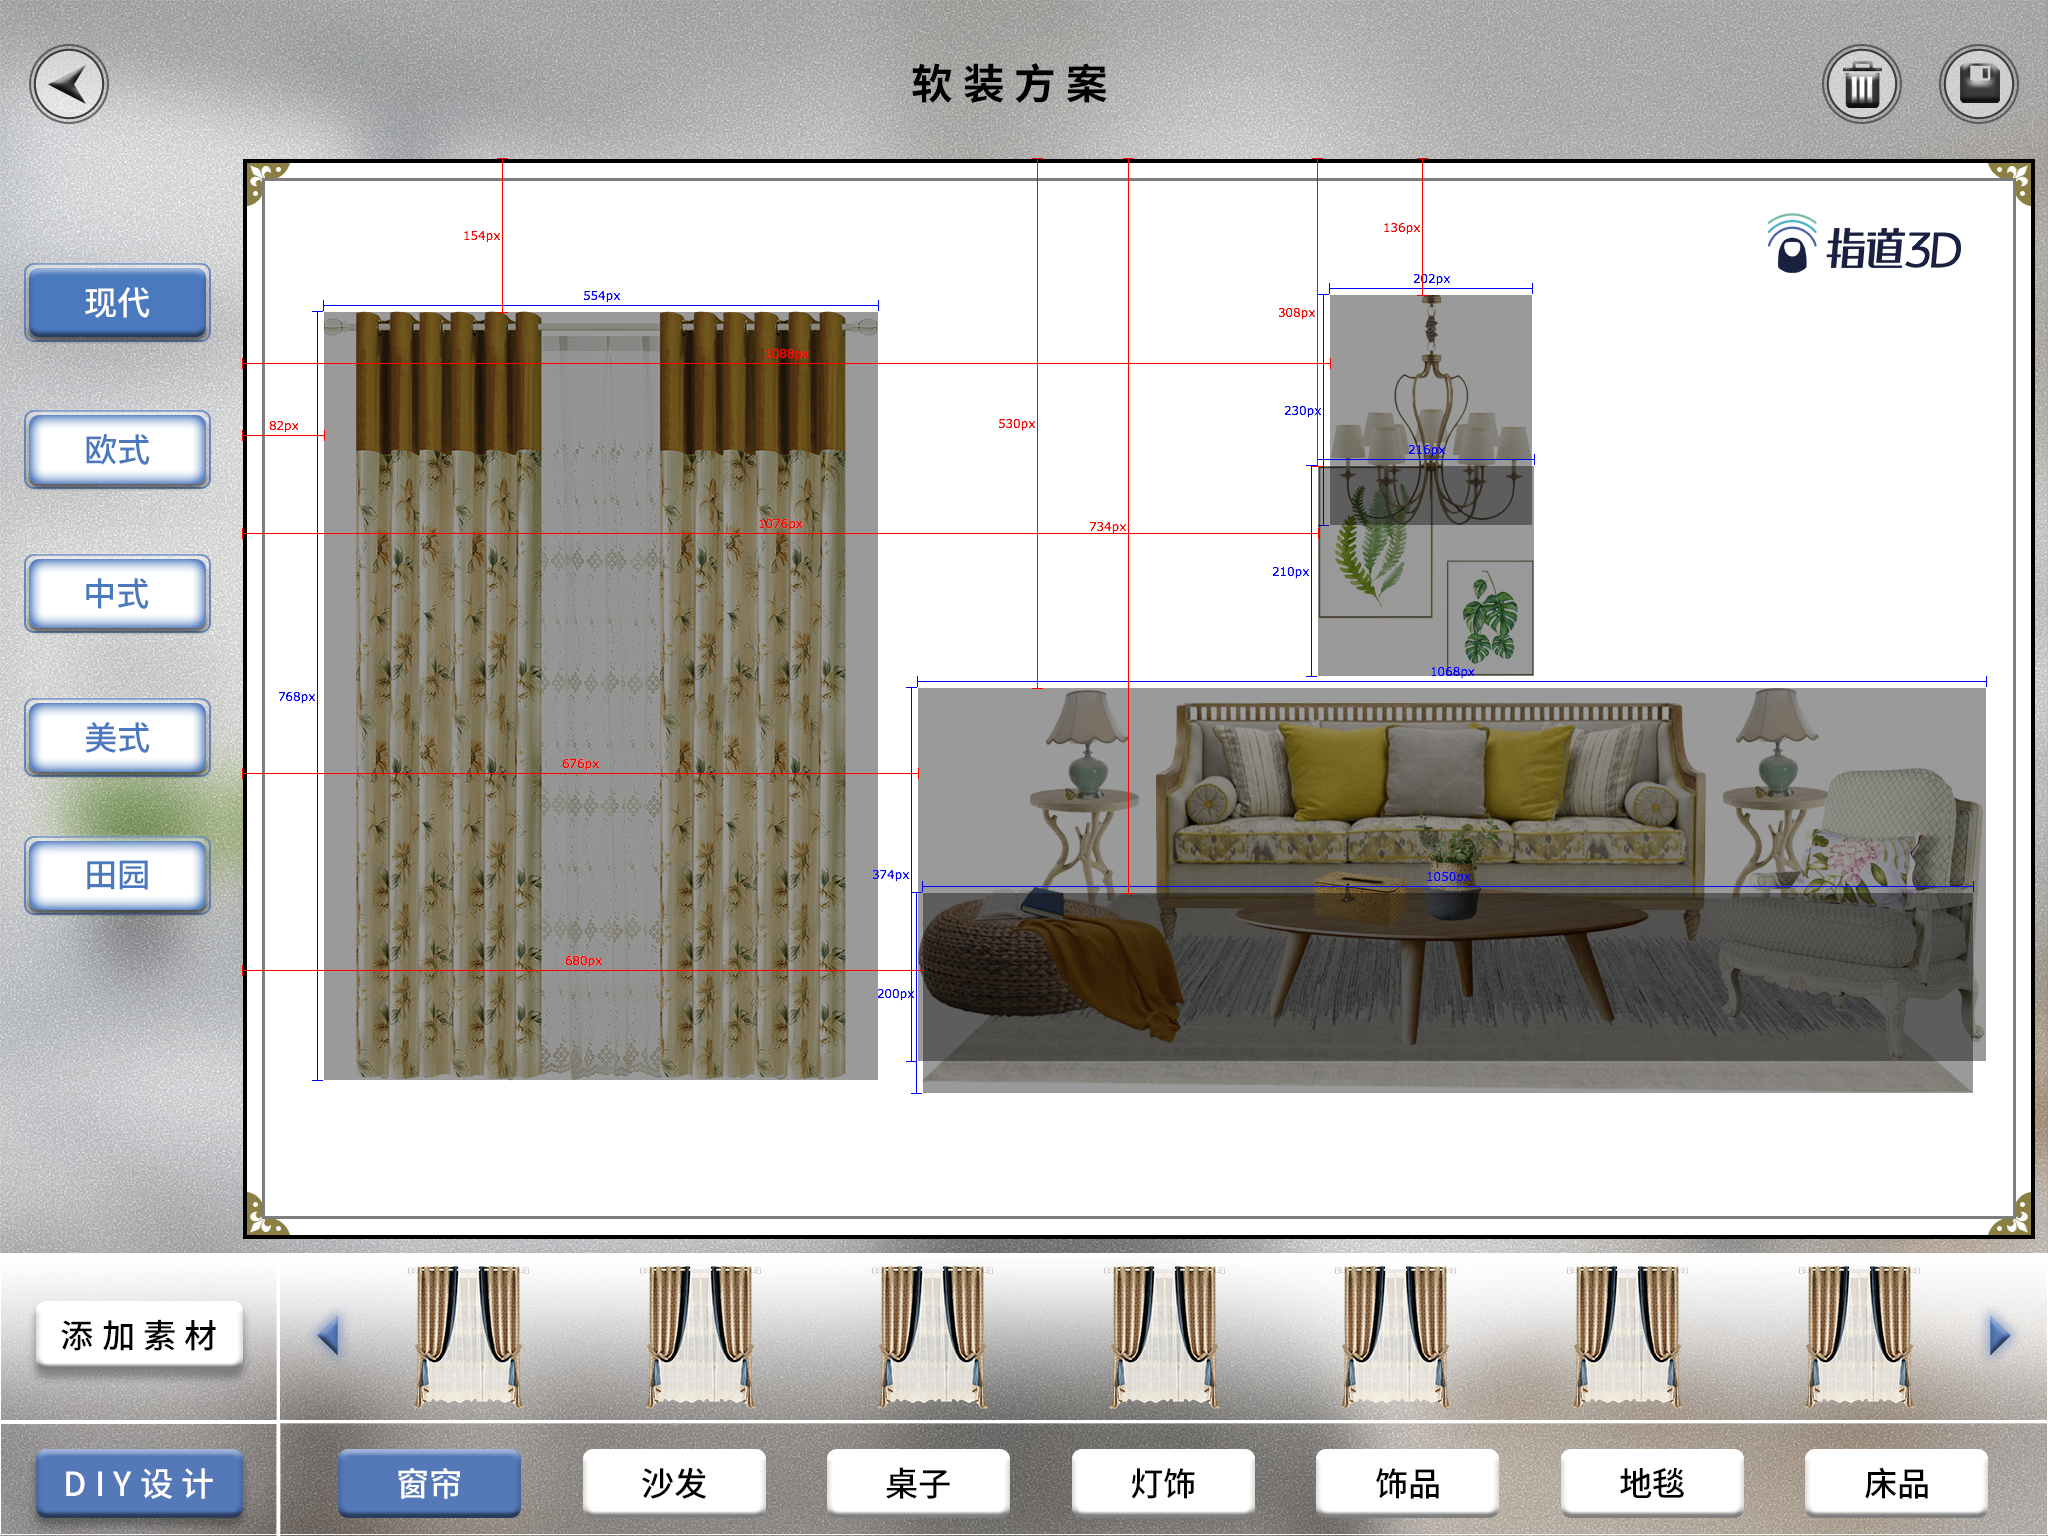 软装方案
指道3D
现代
欧式
中式
美式
田园
154px
136px
554px
202px
308px
1088px
82px
530px
230px
216px
1076px
734px
210px
1068px
768px
676px
374px
1050px
680px
200px
添加素材
DIY设计
窗帘
沙发
桌子
灯饰
饰品
地毯
床品